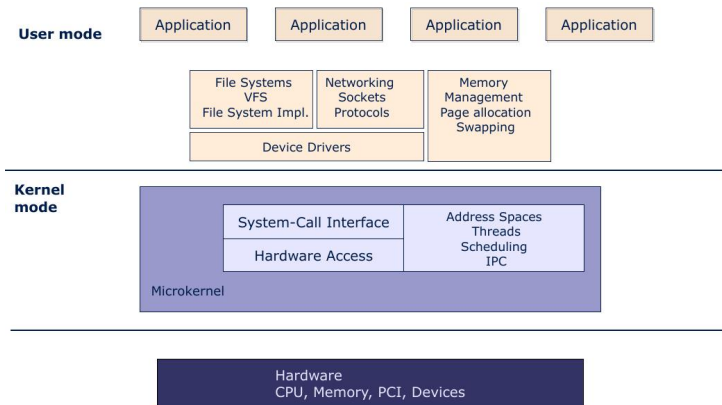 User mode
Application
Application
Application
Application
File Systems
VFS
File System Impl.
Networking
Sockets
Protocols
Memory
Management
Page allocation
Swapping
Device Drivers
Kernel
mode
System-Call Interface
Hardware Access
Address Spaces
Threads
Scheduling
IPC
Microkernel
Hardware
CPU, Memory, PCI, Devices